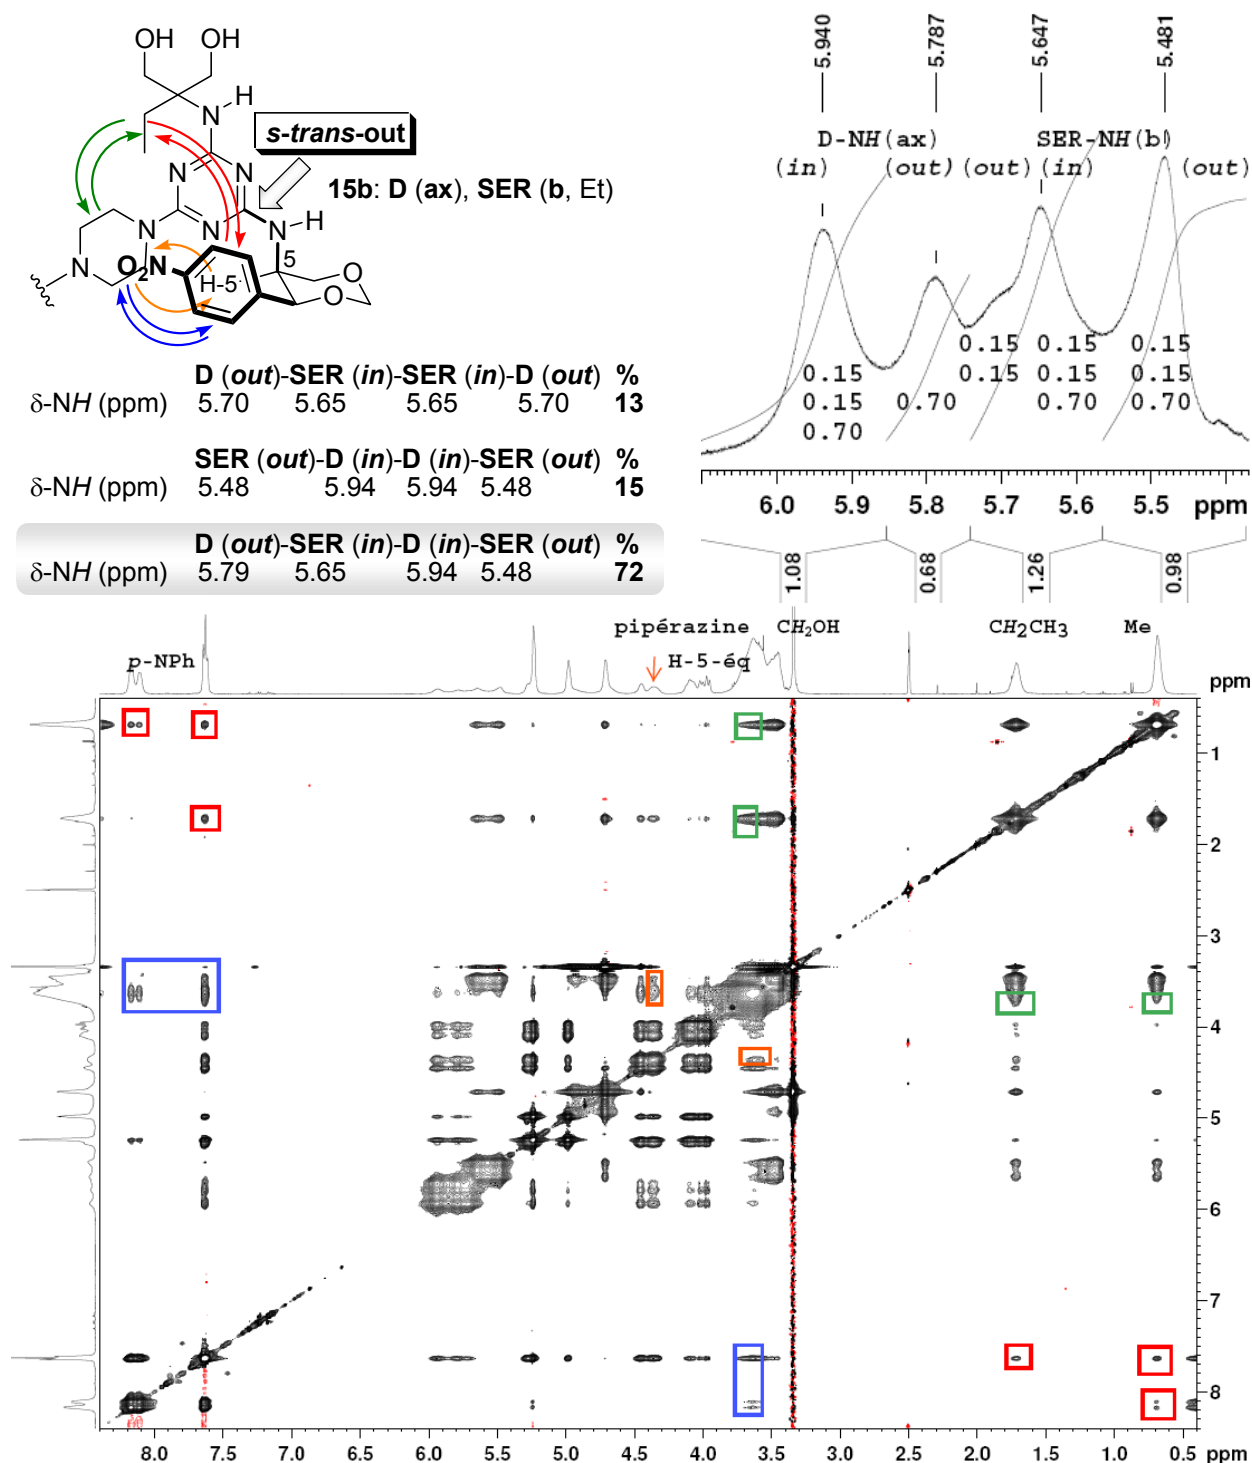 OH OH
N H
s-trans-out
N N
15b: D (ax), SER (b, Et)
N N N H
O2N
N H-5' 5
O
O
D (out)-SER (in)-SER (in)-D (out) %
δ-NH (ppm) 5.70 5.65 5.65 5.70 13
SER (out)-D (in)-D (in)-SER (out) %
δ-NH (ppm) 5.48 5.94 5.94 5.48 15
D (out)-SER (in)-D (in)-SER (out) %
δ-NH (ppm) 5.79 5.65 5.94 5.48 72
5.940 5.787 5.647 5.481
D-NH(ax) SER-NH(b)
(in) (out) (out) (in) (out)
0.15 0.15 0.15
0.15 0.15 0.15 0.15
0.15 0.70 0.70 0.70
0.70
6.0 5.9 5.8 5.7 5.6 5.5 ppm
1.08 0.68 1.26 0.98
pipérazine CH2OH CH2CH3 Me
p-NPh H-5-éq
ppm
1
2
3
4
5
6
7
8
8.0 7.5 7.0 6.5 6.0 5.5 5.0 4.5 4.0 3.5 3.0 2.5 2.0 1.5 1.0 0.5 ppm